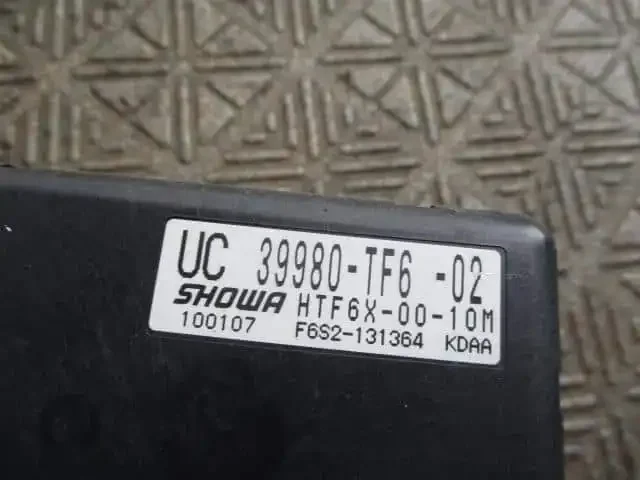 UC 39980-TF6 -02
SHOWA HTF6X-00-10M
100107 F6S2-131364 KDAA